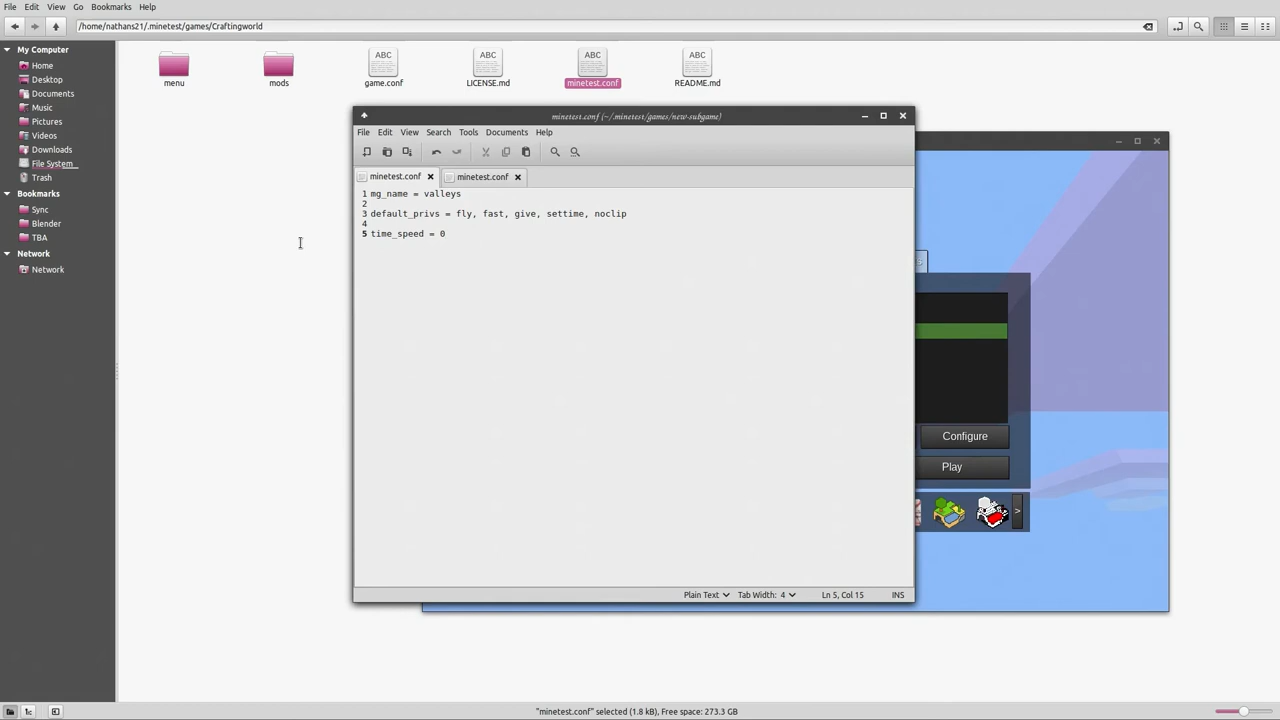 File Edit View Go Bookmarks Help
/home/nathans21/.minetest/games/Craftingworld
My Computer
Home
Desktop
Documents
Music
Pictures
Videos
Downloads
File System
Trash
Bookmarks
Sync
Blender
TBA
Network
Network
ABC ABC ABC ABC
menu mods game.conf LICENSE.md minetest.conf README.md
minetest.conf (~/.minetest/games/new-subgame)
File Edit View Search Tools Documents Help
minetest.conf minetest.conf
1 mg_name = valleys
2
3 default_privs = fly, fast, give, settime, noclip
4
5 time_speed = 0
Plain Text Tab Width: 4 Ln 5, Col 15 INS
Configure
Play
>
"minetest.conf" selected (1.8 kB), Free space: 273.3 GB